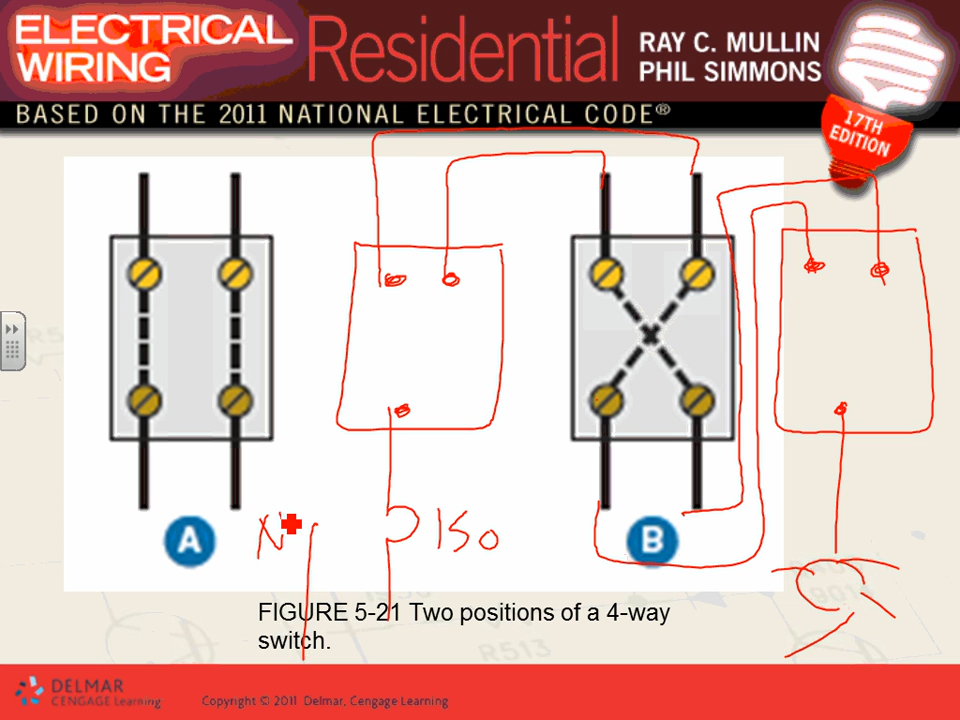 ELECTRICAL
WIRING
Residential
RAY C. MULLIN
PHIL SIMMONS
BASED ON THE 2011 NATIONAL ELECTRICAL CODE®
17TH
EDITION
A
B
N
150
FIGURE 5-21 Two positions of a 4-way
switch.
R513
DELMAR
CENGAGE Learning
Copyright © 2011 Delmar, Cengage Learning